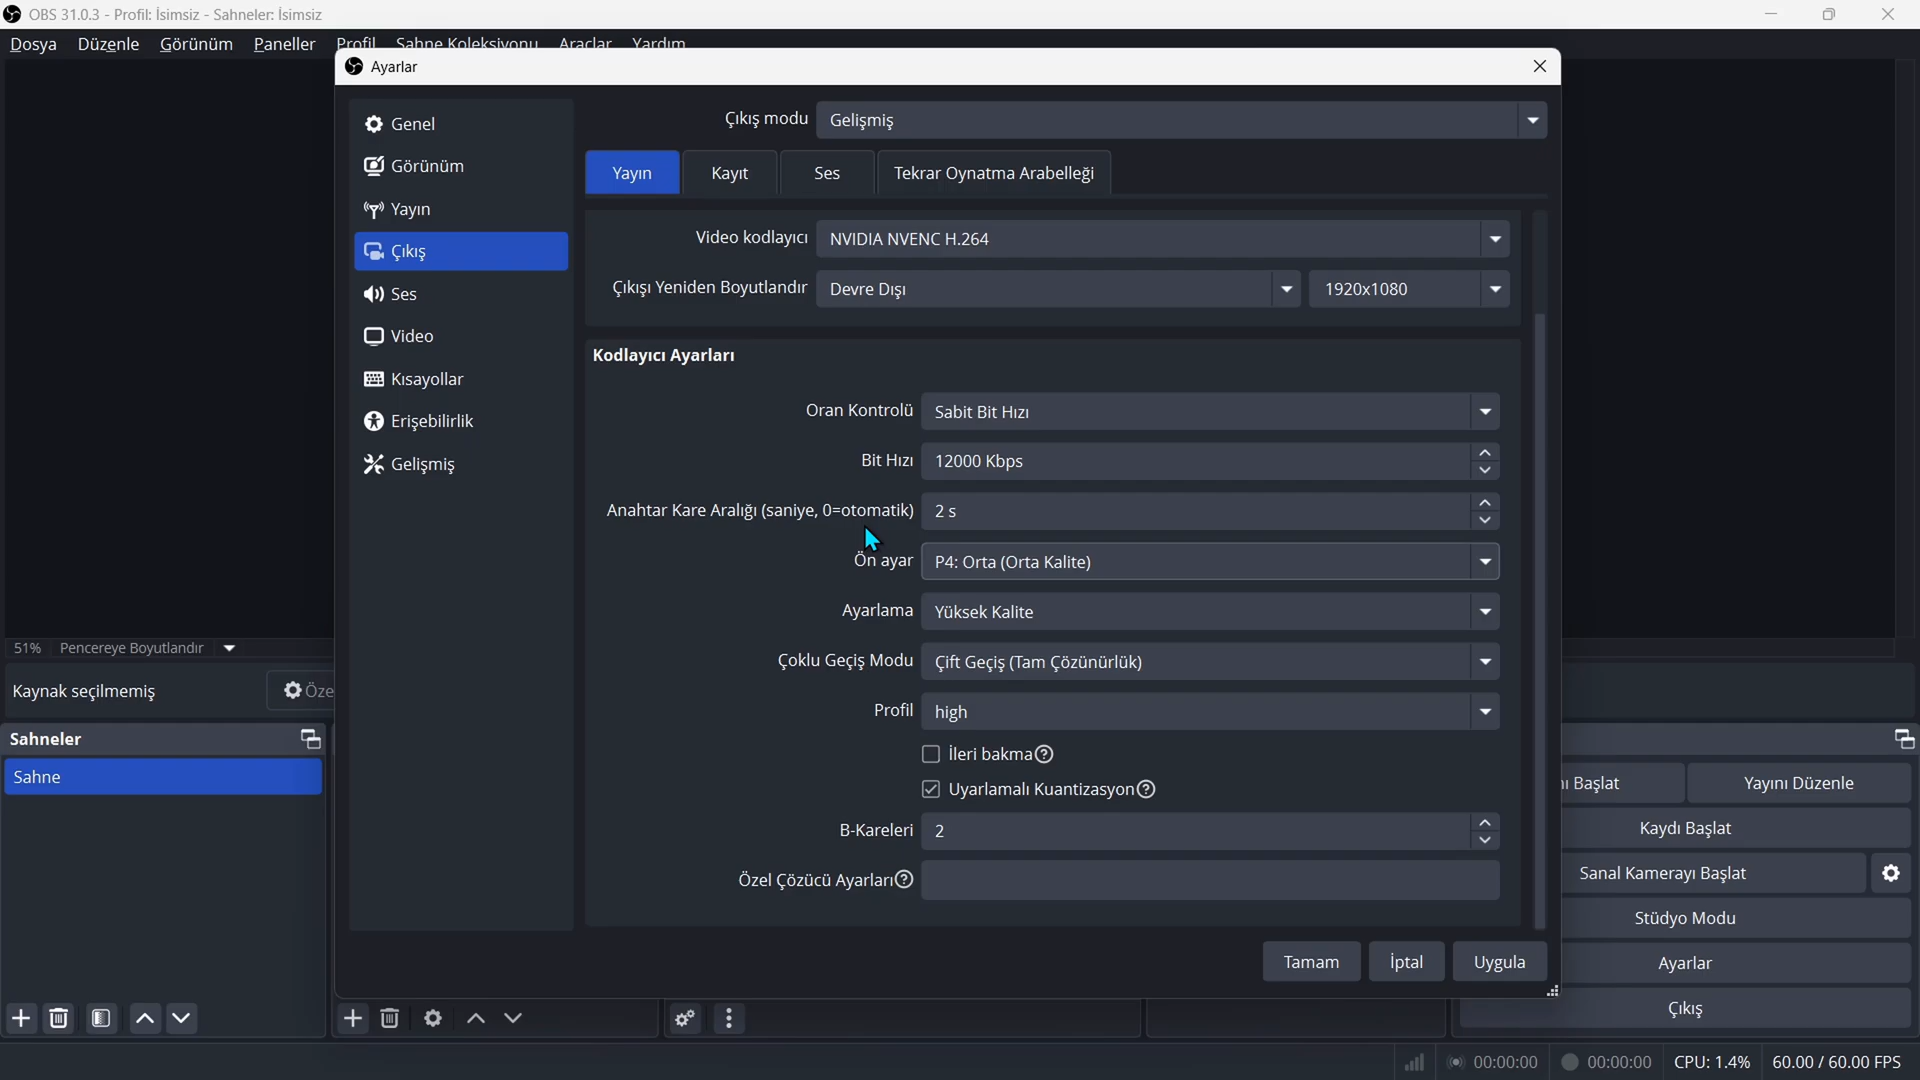 OBS 31.0.3 - Profil: İsimsiz - Sahneler: İsimsiz
Dosya Düzenle Görünüm Paneller Profil Sahne Koleksiyonu Araçlar Yardım
Ayarlar
Genel
Görünüm
Yayın
Çıkış
Ses
Video
Kısayollar
Erişebilirlik
Gelişmiş
Çıkış modu Gelişmiş
Yayın Kayıt Ses Tekrar Oynatma Arabelleği
Video kodlayıcı NVIDIA NVENC H.264
Çıkışı Yeniden Boyutlandır Devre Dışı 1920x1080
Kodlayıcı Ayarları
Oran Kontrolü Sabit Bit Hızı
Bit Hızı 12000 Kbps
Anahtar Kare Aralığı (saniye, 0=otomatik) 2 s
Ön ayar P4: Orta (Orta Kalite)
Ayarlama Yüksek Kalite
Çoklu Geçiş Modu Çift Geçiş (Tam Çözünürlük)
Profil high
İleri bakma
Uyarlamalı Kuantizasyon
B-Kareleri 2
Özel Çözücü Ayarları
Tamam İptal Uygula
51% Pencereye Boyutlandır
Kaynak seçilmemiş Öze
Sahneler
Sahne
ı Başlat Yayını Düzenle
Kaydı Başlat
Sanal Kamerayı Başlat
Stüdyo Modu
Ayarlar
Çıkış
00:00:00 00:00:00 CPU: 1.4% 60.00 / 60.00 FPS